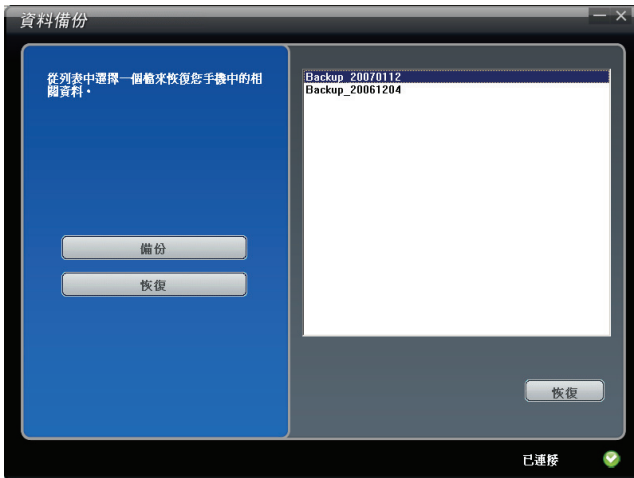 資料備份
從列表中選擇一個檔來恢復您手機中的相
關資料。
備份
恢復
Backup_20070112
Backup_20061204
恢復
已連接